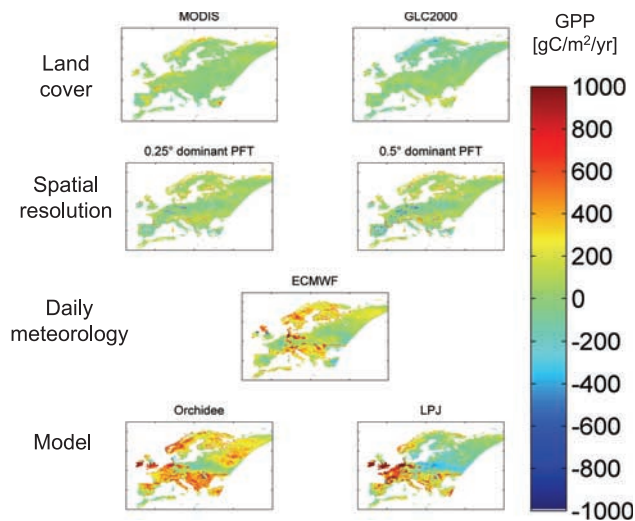 MODIS
GLC2000
GPP
[gC/m²/yr]
Land
cover
0.25° dominant PFT
0.5° dominant PFT
Spatial
resolution
ECMWF
Daily
meteorology
Orchidee
LPJ
Model
1000
800
600
400
200
0
-200
-400
-600
-800
-1000